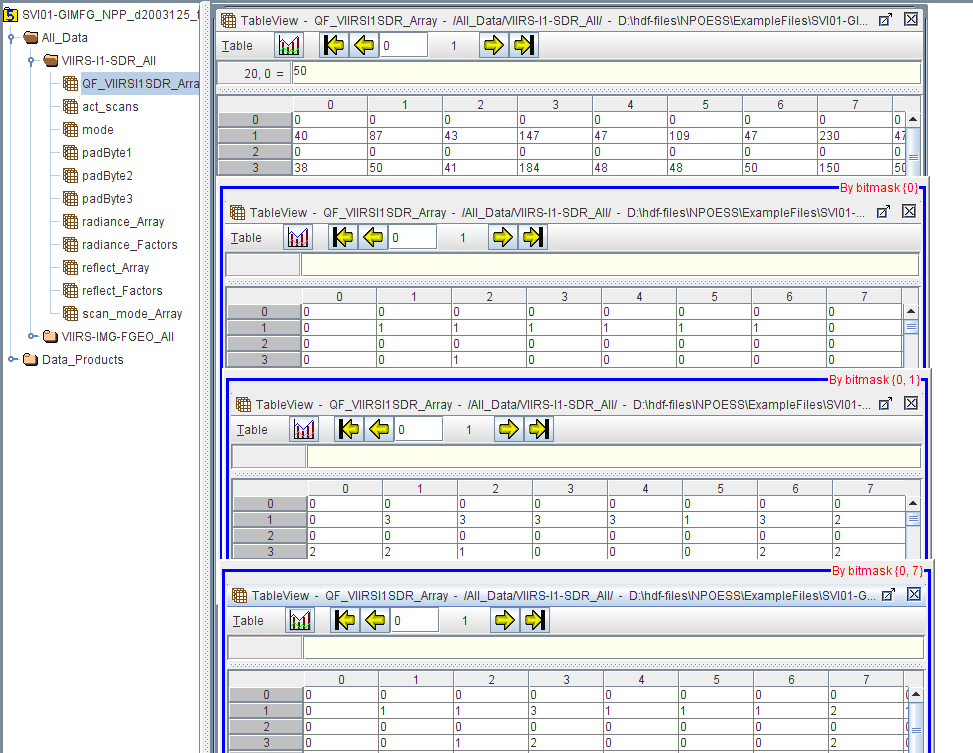 SVI01-GIMFG_NPP_d2003125_t
All_Data
VIIRS-I1-SDR_All
QF_VIIRSI1SDR_Arra
act_scans
mode
padByte1
padByte2
padByte3
radiance_Array
radiance_Factors
reflect_Array
reflect_Factors
scan_mode_Array
VIIRS-IMG-FGEO_All
Data_Products
TableView - QF_VIIRSI1SDR_Array - /All_Data/VIIRS-I1-SDR_All/ - D:\hdf-files\NPOESS\ExampleFiles\SVI01-GI...
Table 0 1
20, 0 = 50
0 1 2 3 4 5 6 7
0 0 0 0 0 0 0 0 0 0
1 40 87 43 147 47 109 47 230 47
2 0 0 0 0 0 0 0 0 0
3 38 50 41 184 48 48 50 150 50
By bitmask {0}
TableView - QF_VIIRSI1SDR_Array - /All_Data/VIIRS-I1-SDR_All/ - D:\hdf-files\NPOESS\ExampleFiles\SVI01-...
Table 0 1
0 1 2 3 4 5 6 7
0 0 0 0 0 0 0 0 0
1 0 1 1 1 1 1 1 0
2 0 0 0 0 0 0 0 0
3 0 0 1 0 0 0 0 0
By bitmask {0, 1}
TableView - QF_VIIRSI1SDR_Array - /All_Data/VIIRS-I1-SDR_All/ - D:\hdf-files\NPOESS\ExampleFiles\SVI01-...
Table 0 1
0 1 2 3 4 5 6 7
0 0 0 0 0 0 0 0 0
1 0 3 3 3 3 1 3 2
2 0 0 0 0 0 0 0 0
3 2 2 1 0 0 0 2 2
By bitmask {0, 7}
TableView - QF_VIIRSI1SDR_Array - /All_Data/VIIRS-I1-SDR_All/ - D:\hdf-files\NPOESS\ExampleFiles\SVI01-G...
Table 0 1
0 1 2 3 4 5 6 7
0 0 0 0 0 0 0 0 0
1 0 1 1 3 1 1 1 2
2 0 0 0 0 0 0 0 0
3 0 0 1 2 0 0 0 2